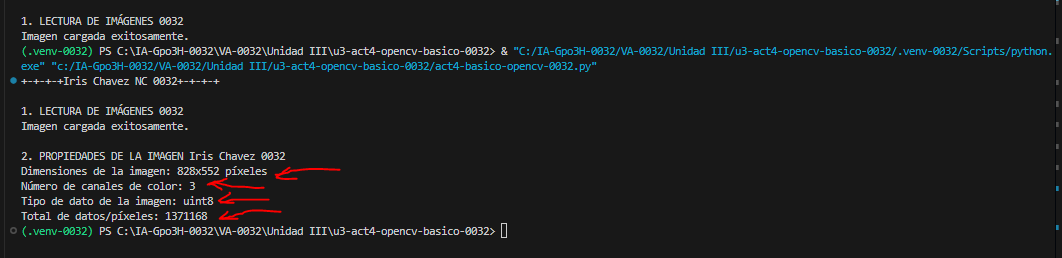 1. LECTURA DE IMÁGENES 0032
Imagen cargada exitosamente.
(.venv-0032) PS C:\IA-Gpo3H-0032\VA-0032\Unidad III\u3-act4-opencv-basico-0032> & "C:/IA-Gpo3H-0032/VA-0032/Unidad III/u3-act4-opencv-basico-0032/.venv-0032/Scripts/python.
exe" "c:/IA-Gpo3H-0032/VA-0032/Unidad III/u3-act4-opencv-basico-0032/act4-basico-opencv-0032.py"
+-+-+-+Iris Chavez NC 0032+-+-+-+
1. LECTURA DE IMÁGENES 0032
Imagen cargada exitosamente.
2. PROPIEDADES DE LA IMAGEN Iris Chavez 0032
Dimensiones de la imagen: 828x552 píxeles
Número de canales de color: 3
Tipo de dato de la imagen: uint8
Total de datos/píxeles: 1371168
(.venv-0032) PS C:\IA-Gpo3H-0032\VA-0032\Unidad III\u3-act4-opencv-basico-0032>